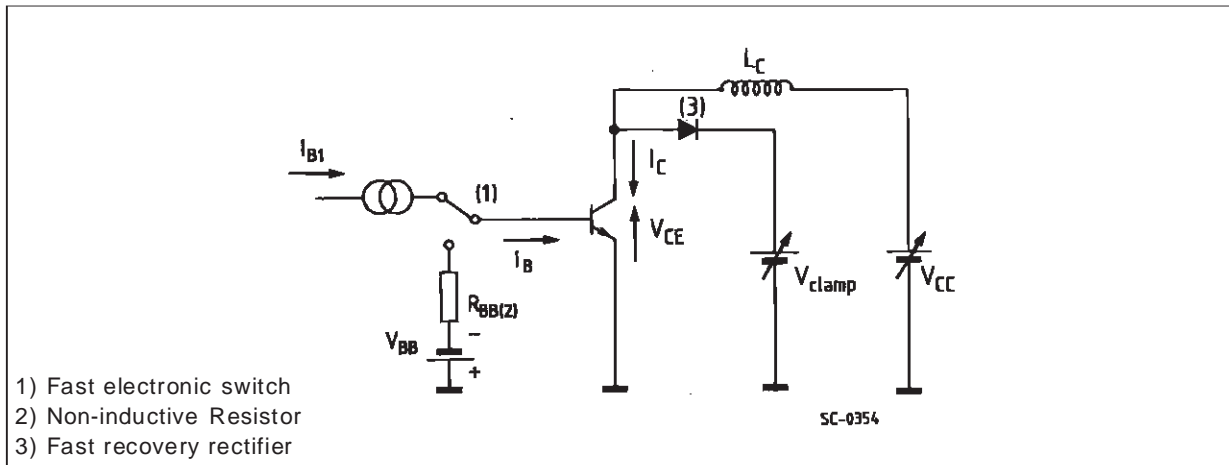 L_C
(3)
I_B1
(1)
I_C
V_CE
i_B
R_BB(2)
V_BB
−
+
V_clamp
V_CC
1) Fast electronic switch
2) Non-inductive Resistor
3) Fast recovery rectifier
SC-0354